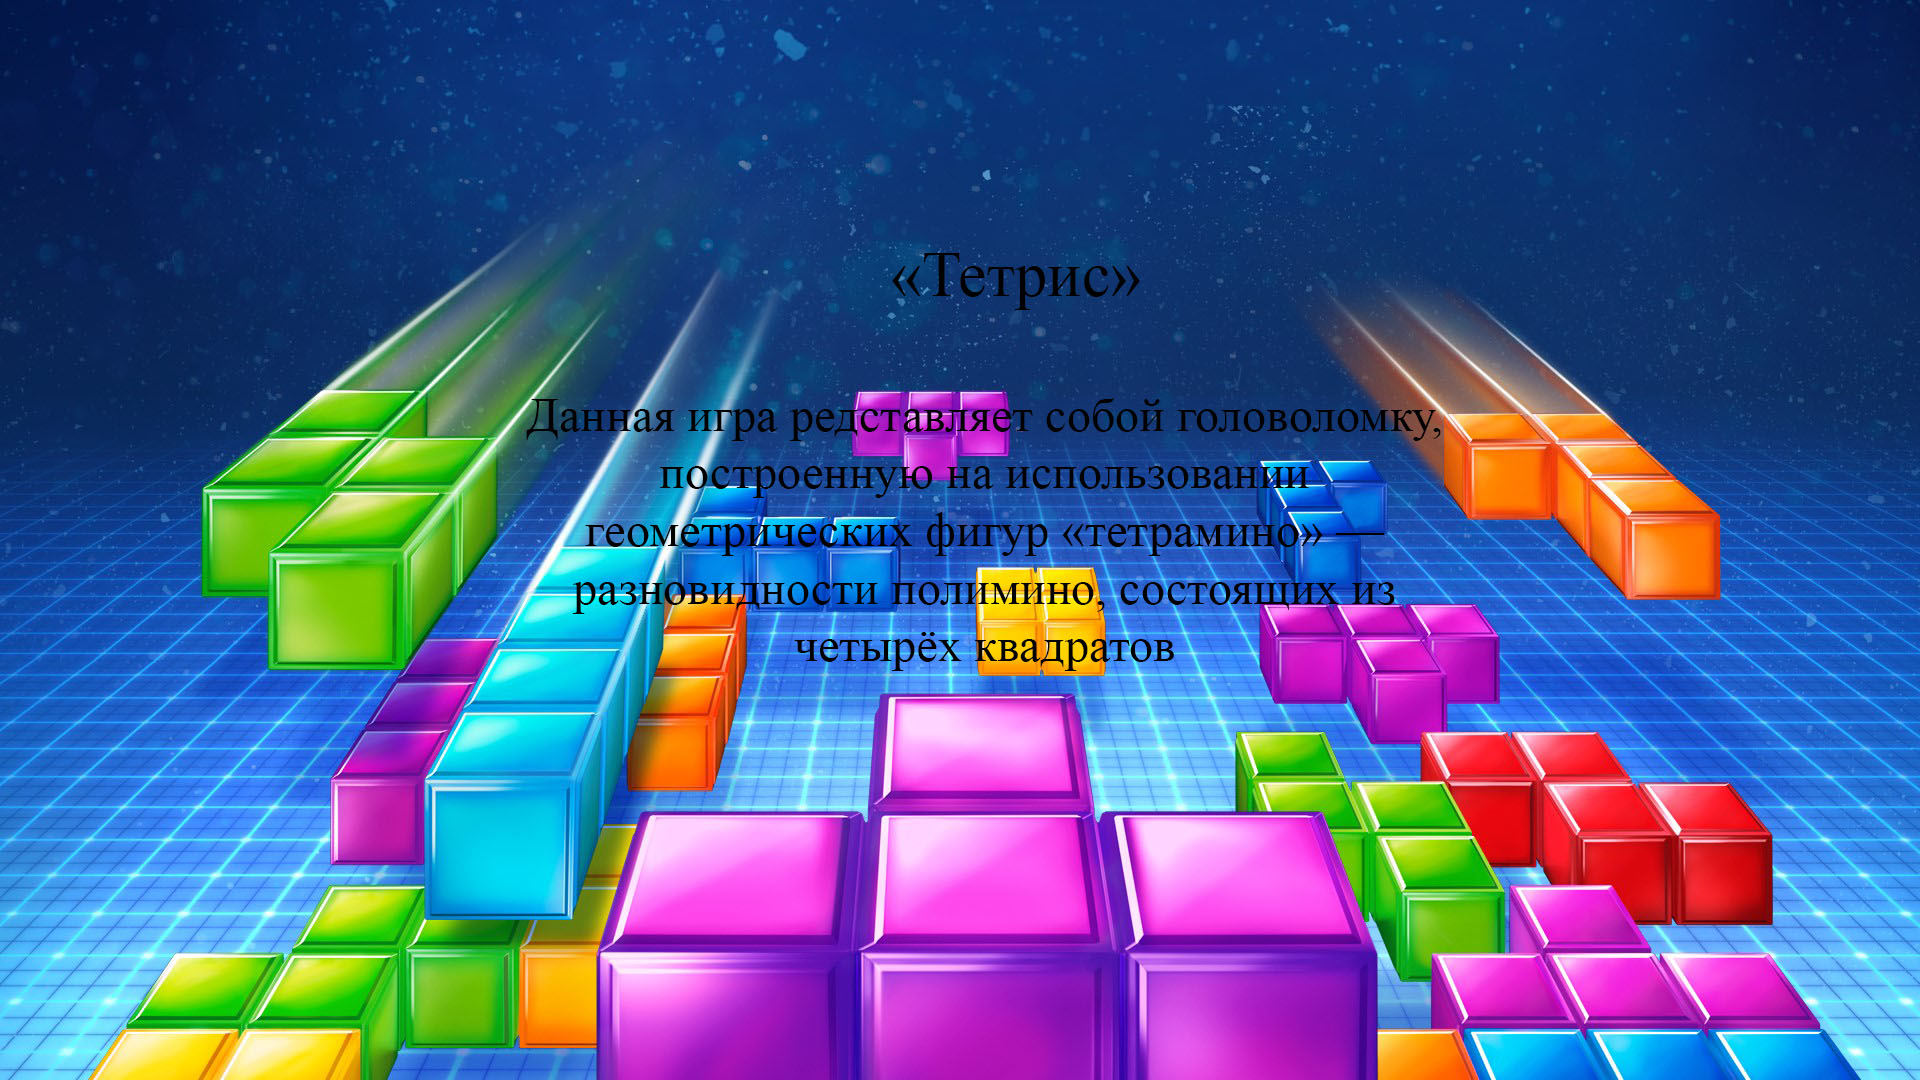 «Тетрис»
Данная игра редставляет собой головоломку,
построенную на использовании
геометрических фигур «тетрамино» —
разновидности полимино, состоящих из
четырёх квадратов